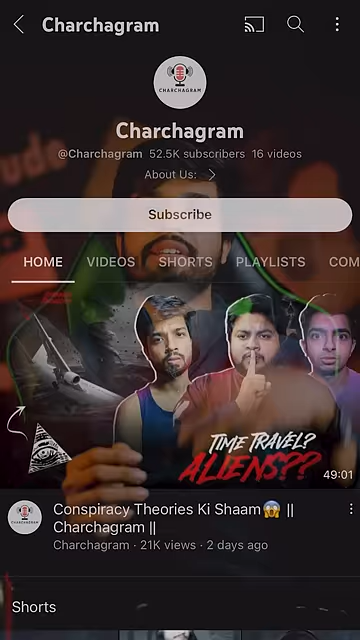 Charchagram
CHARCHAGRAM
Charchagram
@Charchagram 52.5K subscribers 16 videos
About Us:
Subscribe
HOME VIDEOS SHORTS PLAYLISTS COM
TIME TRAVEL?
ALIENS??
49:01
CHARCHAGRAM
Conspiracy Theories Ki Shaam😱 ||
Charchagram ||
Charchagram · 21K views · 2 days ago
Shorts